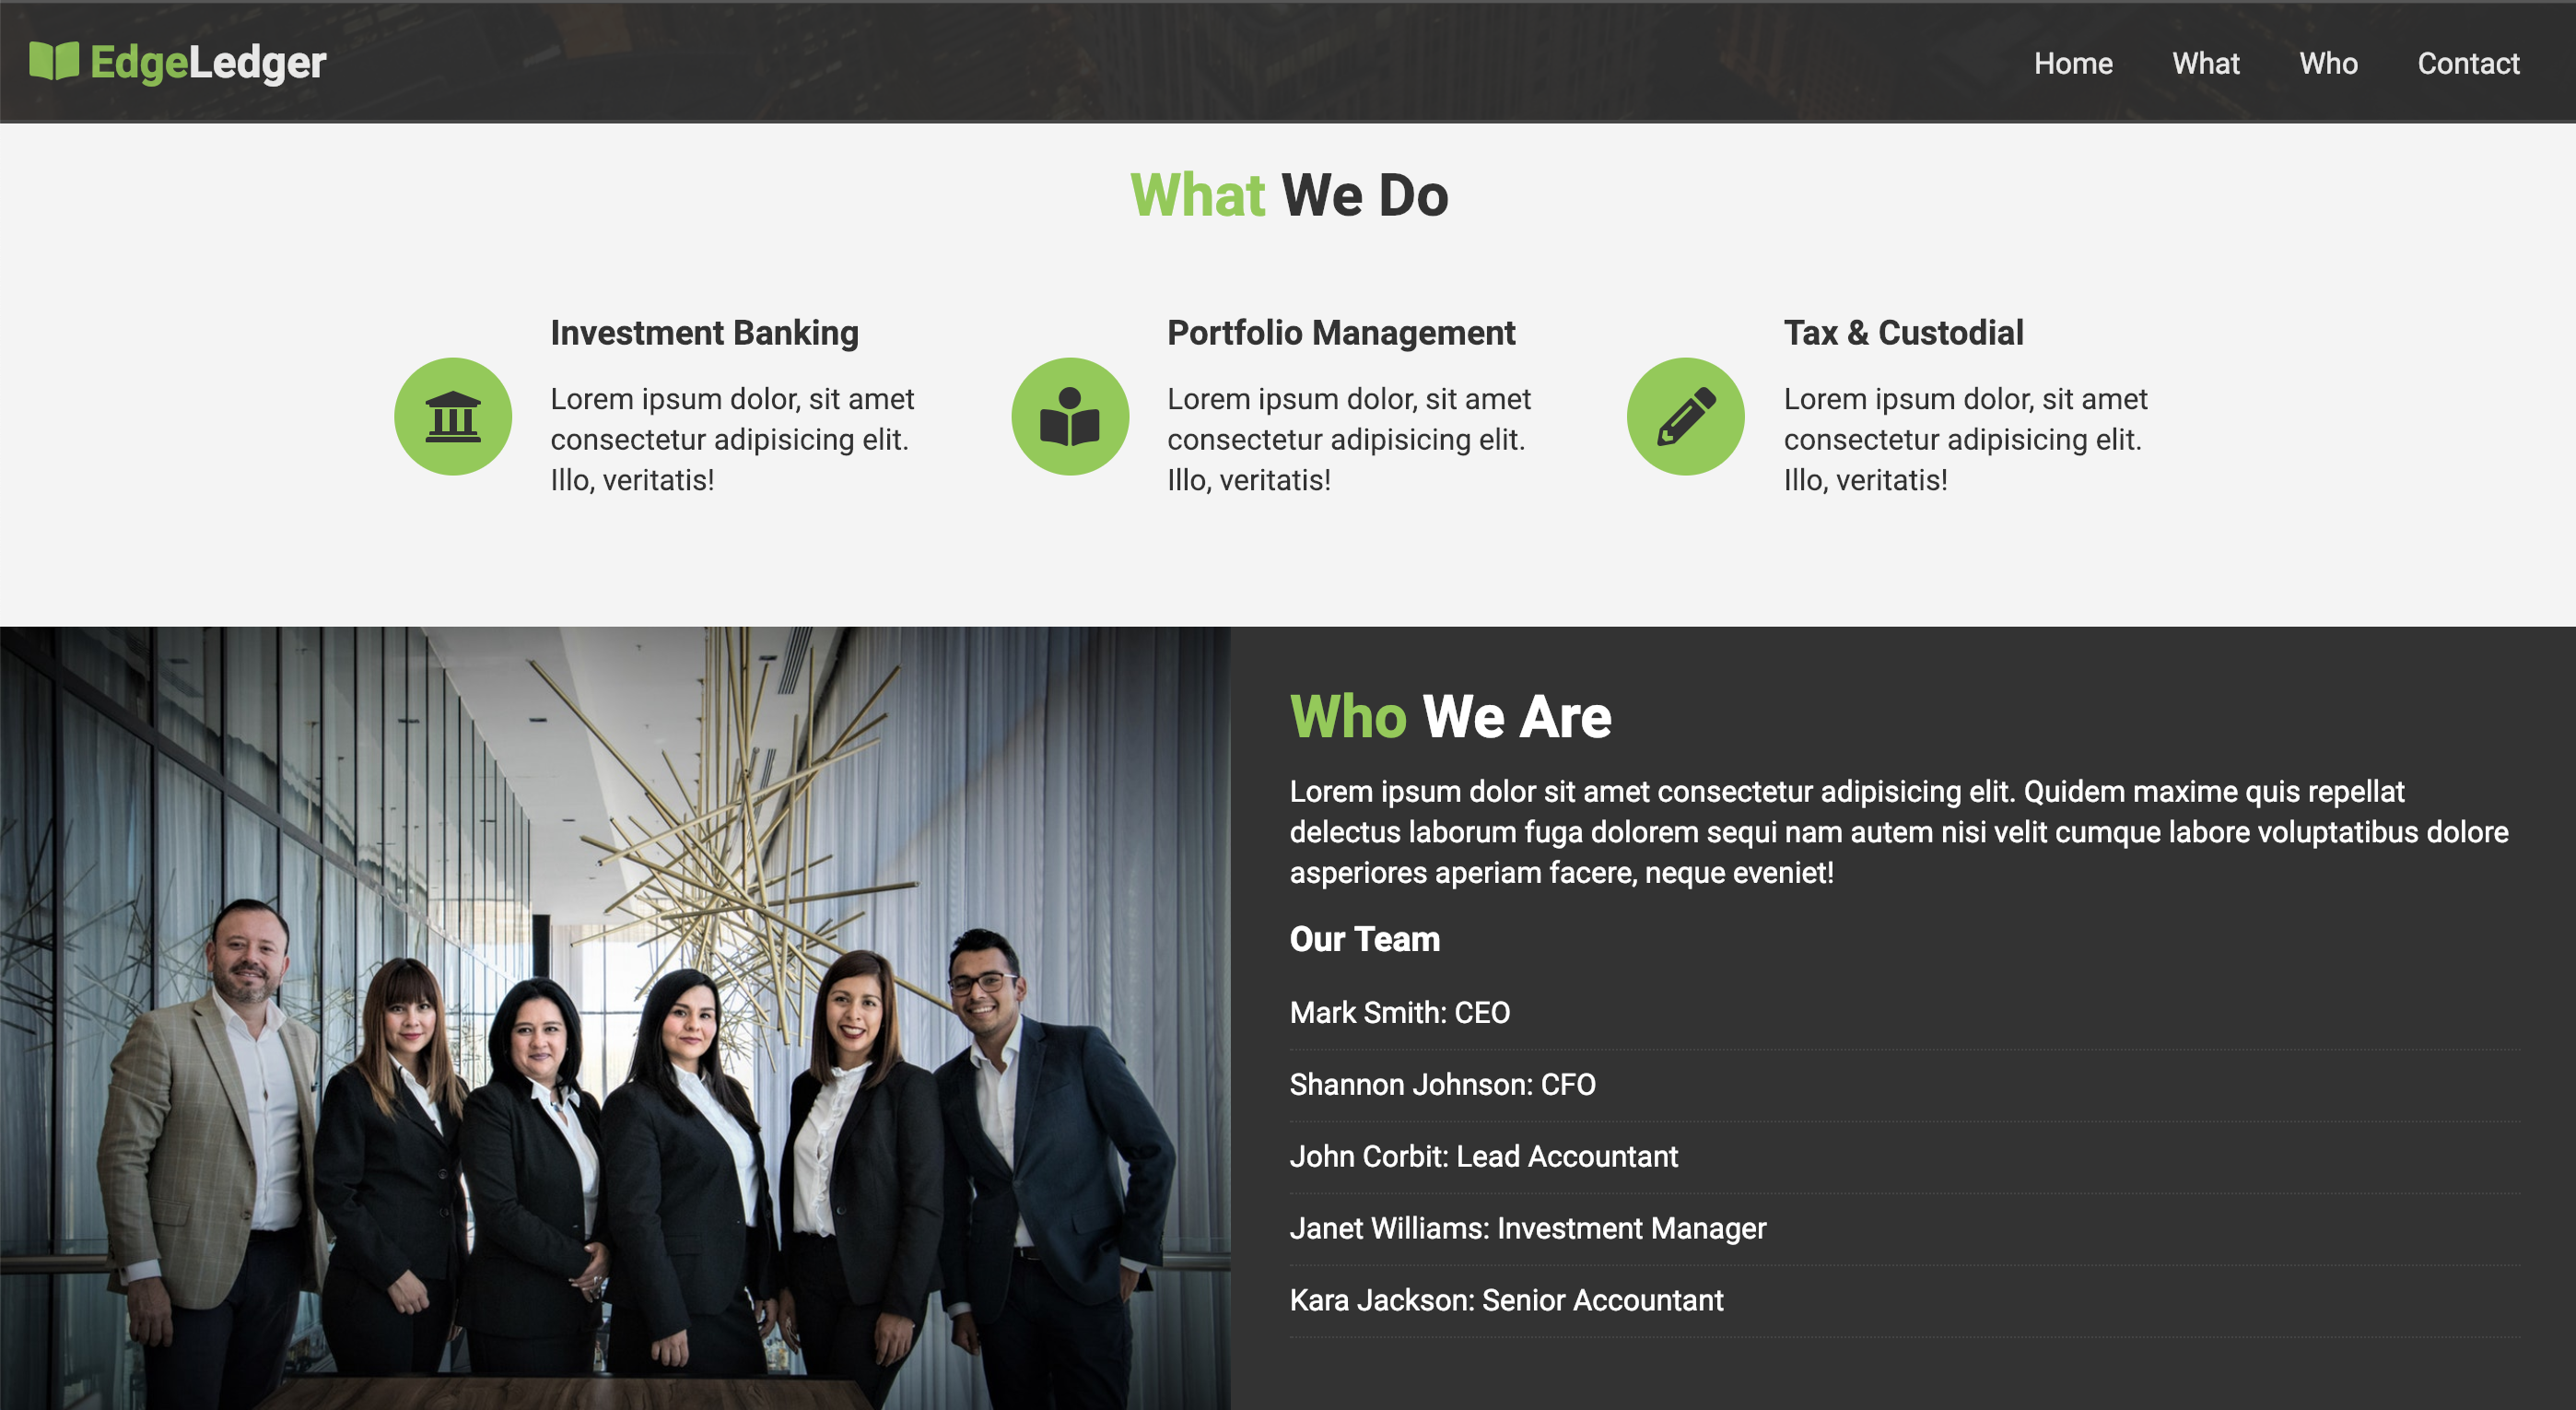 EdgeLedger
Home What Who Contact
What We Do
Investment Banking
Lorem ipsum dolor, sit amet
consectetur adipisicing elit.
Illo, veritatis!
Portfolio Management
Lorem ipsum dolor, sit amet
consectetur adipisicing elit.
Illo, veritatis!
Tax & Custodial
Lorem ipsum dolor, sit amet
consectetur adipisicing elit.
Illo, veritatis!
Who We Are
Lorem ipsum dolor sit amet consectetur adipisicing elit. Quidem maxime quis repellat
delectus laborum fuga dolorem sequi nam autem nisi velit cumque labore voluptatibus dolore
asperiores aperiam facere, neque eveniet!
Our Team
Mark Smith: CEO
Shannon Johnson: CFO
John Corbit: Lead Accountant
Janet Williams: Investment Manager
Kara Jackson: Senior Accountant